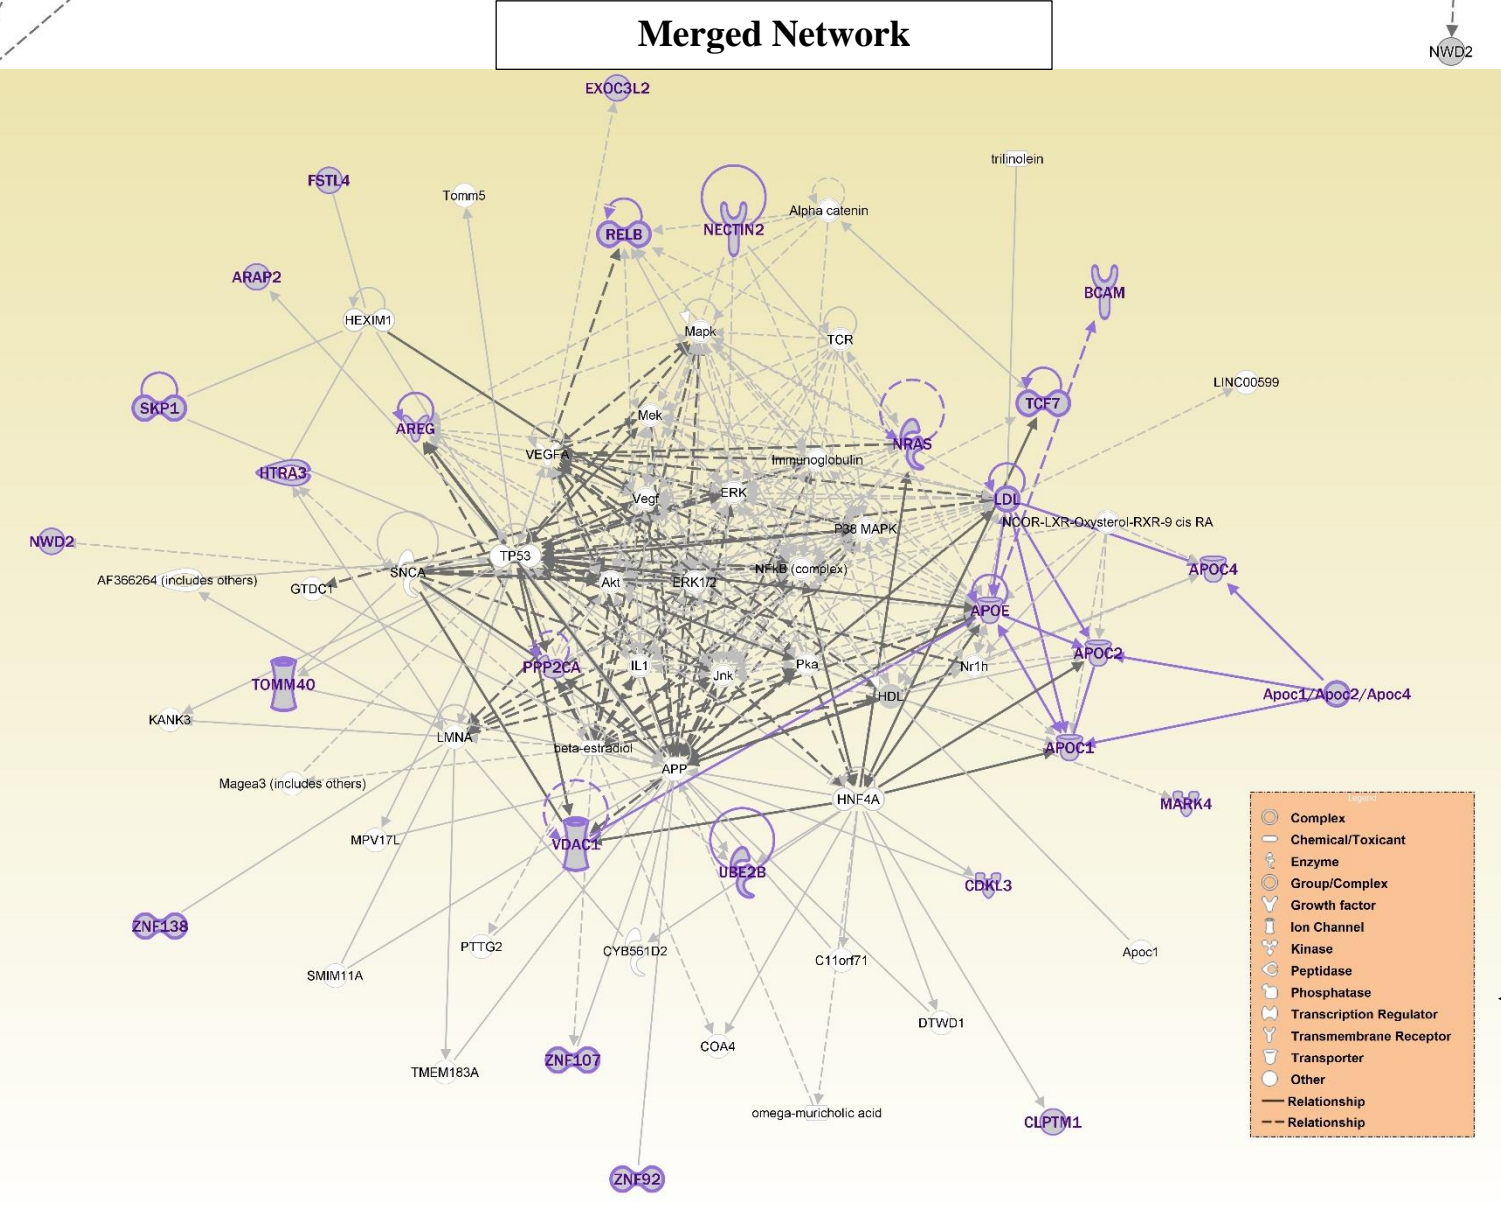 Merged Network
NWD2
EXOC3L2
trilinolein
FSTL4
Tomm5
Alpha catenin
RELB
NECTIN2
ARAP2
BCAM
HEXIM1
Mapk
TCR
LINC00599
SKP1
TCF7
AREG
Mek
NRAS
VEGFA
Immunoglobulin
HTRA3
Vegf
ERK
LDL
NCOR-LXR-Oxysterol-RXR-9 cis RA
P38 MAPK
NWD2
TP53
SNCA
NFkB (complex)
APOC4
AF366264 (includes others)
GTDC1
Akt
ERK1/2
APOE
APOC2
PPP2CA
IL1
Pka
Nr1h
Jnk
TOMM40
HDL
Apoc1/Apoc2/Apoc4
KANK3
LMNA
beta-estradiol
APOC1
APP
Magea3 (includes others)
HNF4A
MARK4
MPV17L
VDAC1
UBE2B
CDKL3
ZNF138
PTTG2
CYB561D2
C11orf71
Apoc1
SMIM11A
DTWD1
COA4
ZNF107
TMEM183A
omega-muricholic acid
CLPTM1
ZNF92
Legend
Complex
Chemical/Toxicant
Enzyme
Group/Complex
Growth factor
Ion Channel
Kinase
Peptidase
Phosphatase
Transcription Regulator
Transmembrane Receptor
Transporter
Other
Relationship
Relationship